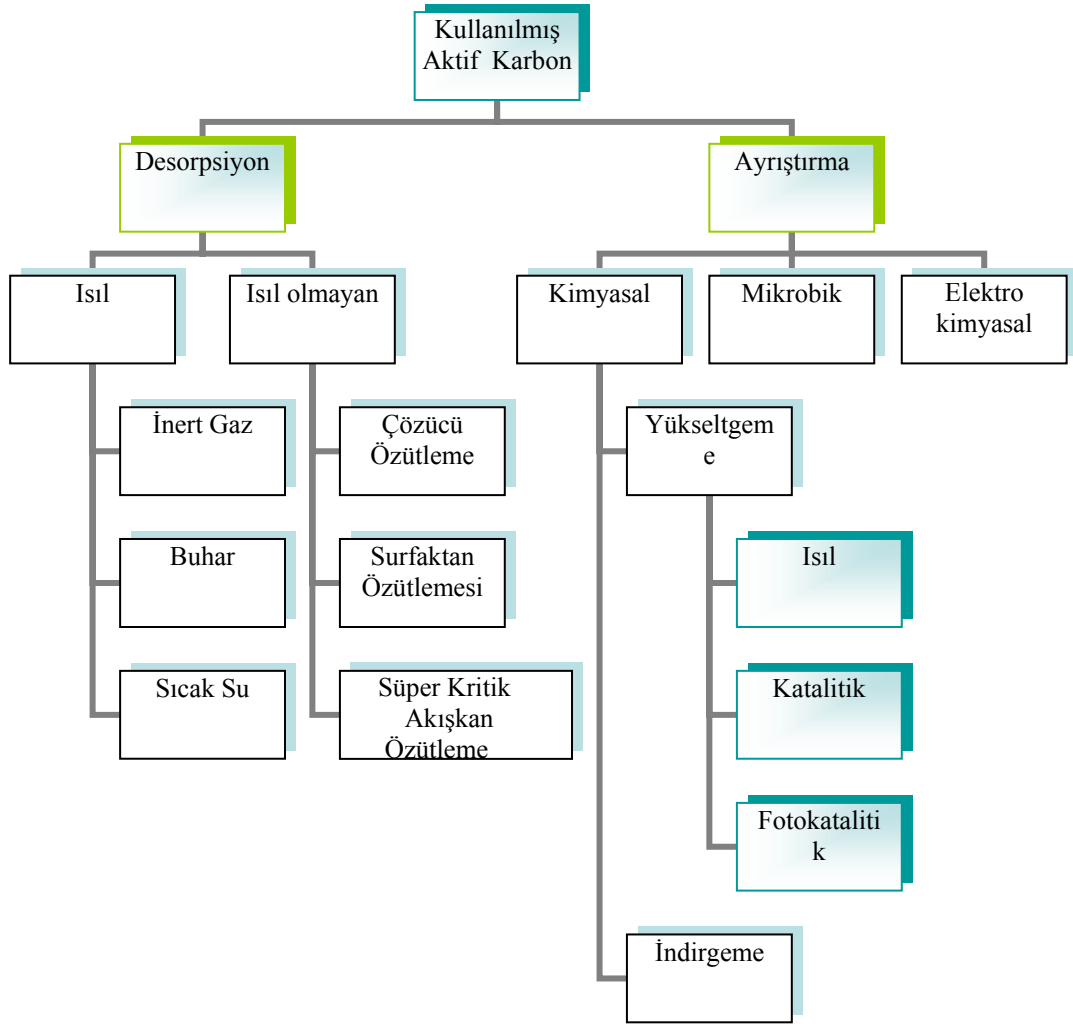 Kullanılmış
Aktif Karbon
Desorpsiyon
Ayrıştırma
Isıl
Isıl olmayan
Kimyasal
Mikrobik
Elektro
kimyasal
İnert Gaz
Çözücü
Özütleme
Yükseltgem
e
Buhar
Surfaktan
Özütlemesi
Isıl
Sıcak Su
Süper Kritik
Akışkan
Özütleme
Katalitik
Fotokataliti
k
İndirgeme